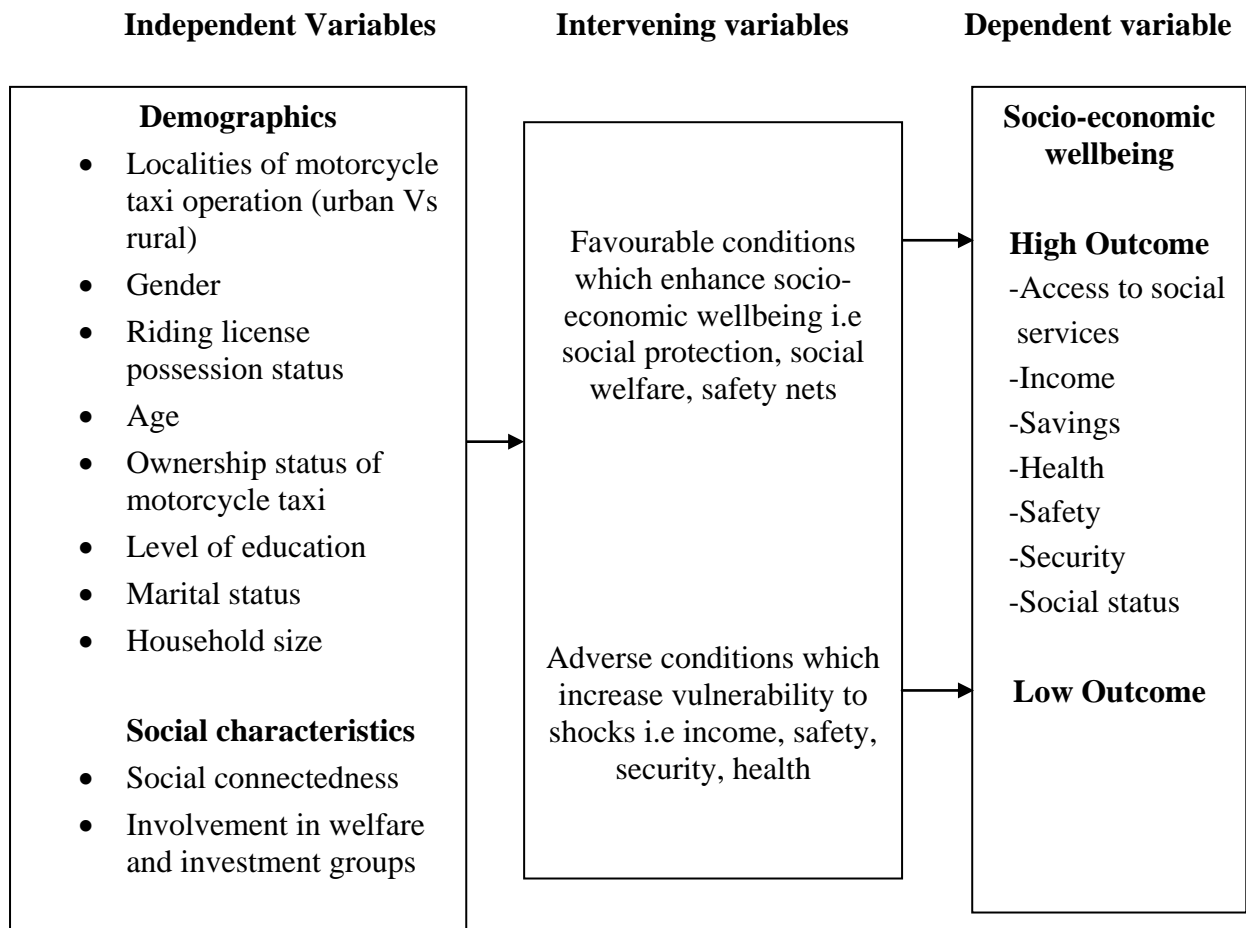 Independent Variables
Intervening variables
Dependent variable
Demographics
• Localities of motorcycle
taxi operation (urban Vs
rural)
• Gender
• Riding license
possession status
• Age
• Ownership status of
motorcycle taxi
• Level of education
• Marital status
• Household size
Social characteristics
• Social connectedness
• Involvement in welfare
and investment groups
Favourable conditions
which enhance socio-
economic wellbeing i.e
social protection, social
welfare, safety nets
Adverse conditions which
increase vulnerability to
shocks i.e income, safety,
security, health
Socio-economic
wellbeing
High Outcome
-Access to social
services
-Income
-Savings
-Health
-Safety
-Security
-Social status
Low Outcome